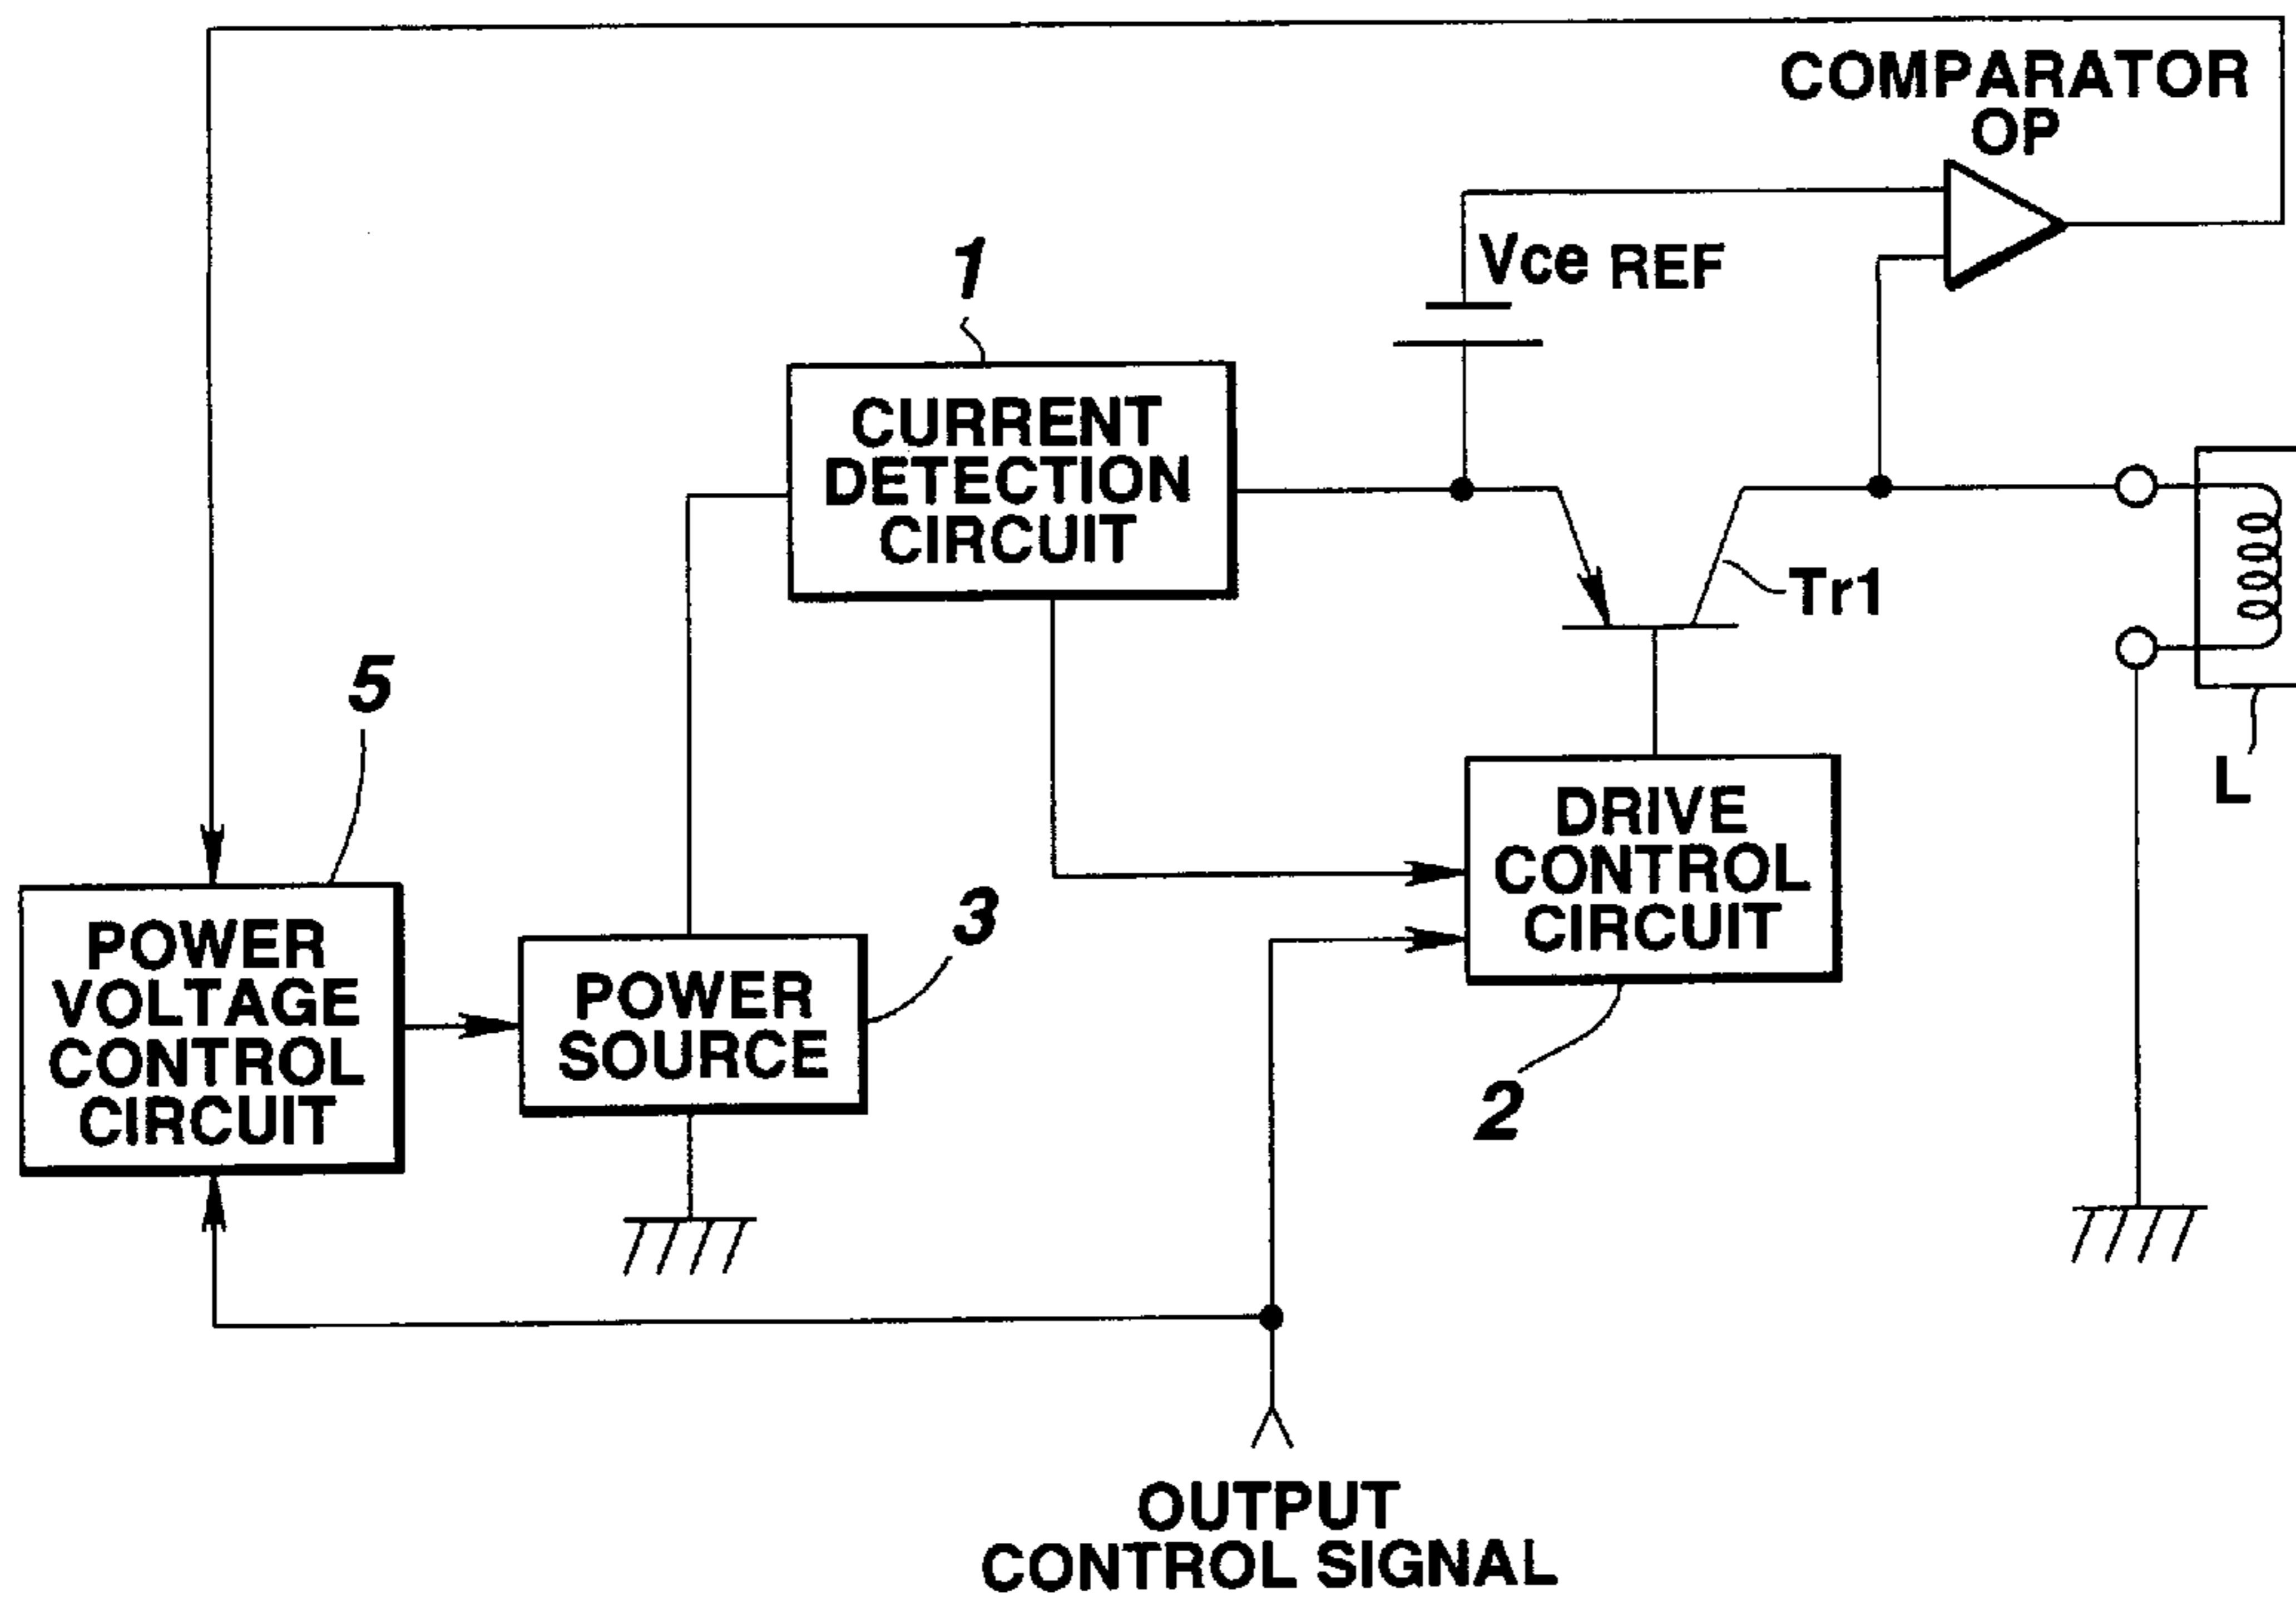 COMPARATOR
OP
Vce REF
1
CURRENT
DETECTION
CIRCUIT
Tr1
5
L
DRIVE
CONTROL
CIRCUIT
3
POWER
VOLTAGE
CONTROL
CIRCUIT
POWER
SOURCE
2
OUTPUT
CONTROL SIGNAL